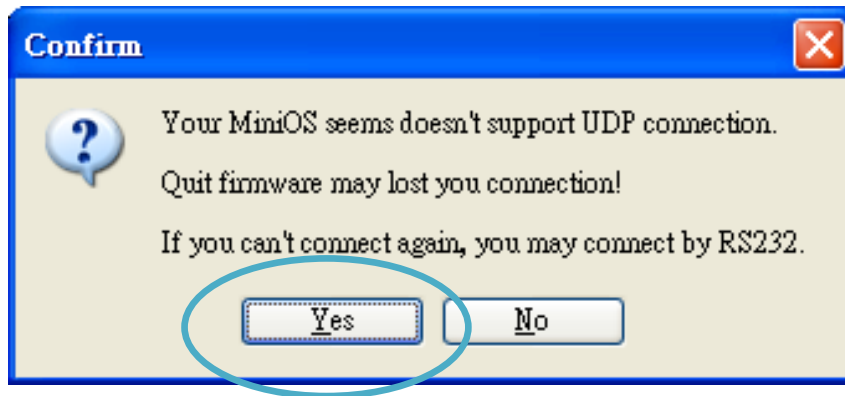 Confirm
Your MiniOS seems doesn't support UDP connection.
Quit firmware may lost you connection!
If you can't connect again, you may connect by RS232.
Yes No